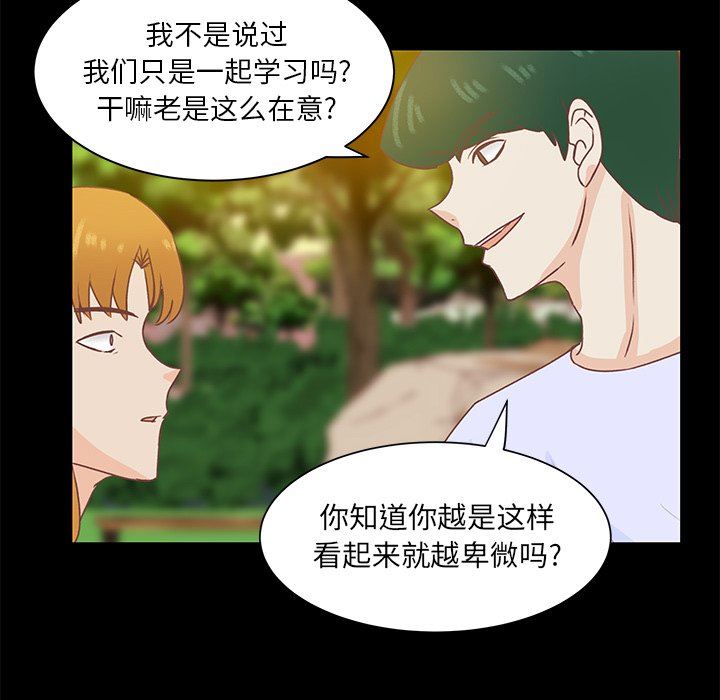 我不是说过
我们只是一起学习吗?
干嘛老是这么在意?
你知道你越是这样
看起来就越卑微吗?